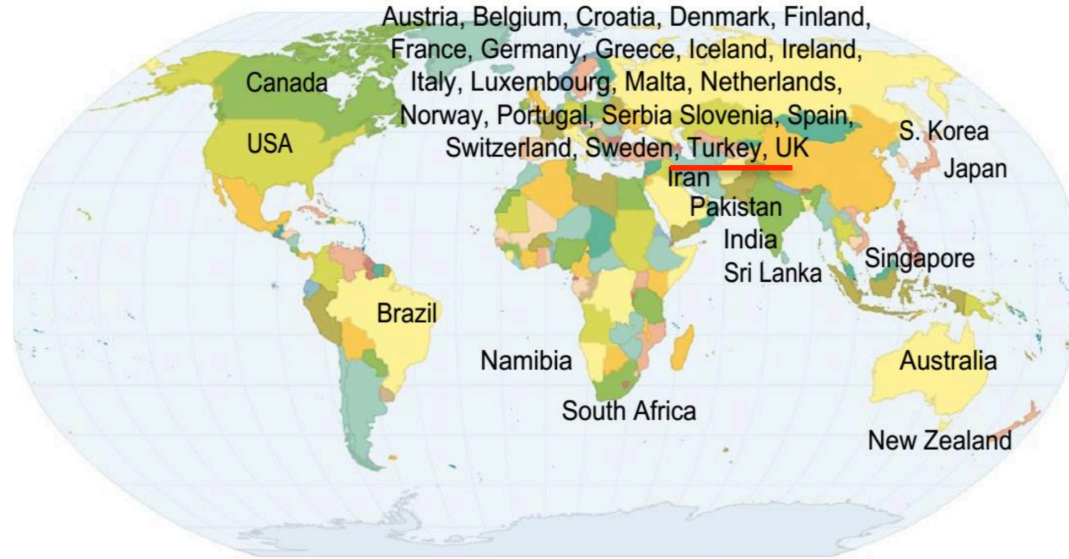 Austria, Belgium, Croatia, Denmark, Finland,
France, Germany, Greece, Iceland, Ireland,
Italy, Luxembourg, Malta, Netherlands,
Norway, Portugal, Serbia Slovenia, Spain,
Switzerland, Sweden, Turkey, UK
Canada
USA
S. Korea
Japan
Iran
Pakistan
India
Sri Lanka
Singapore
Brazil
Namibia
South Africa
Australia
New Zealand